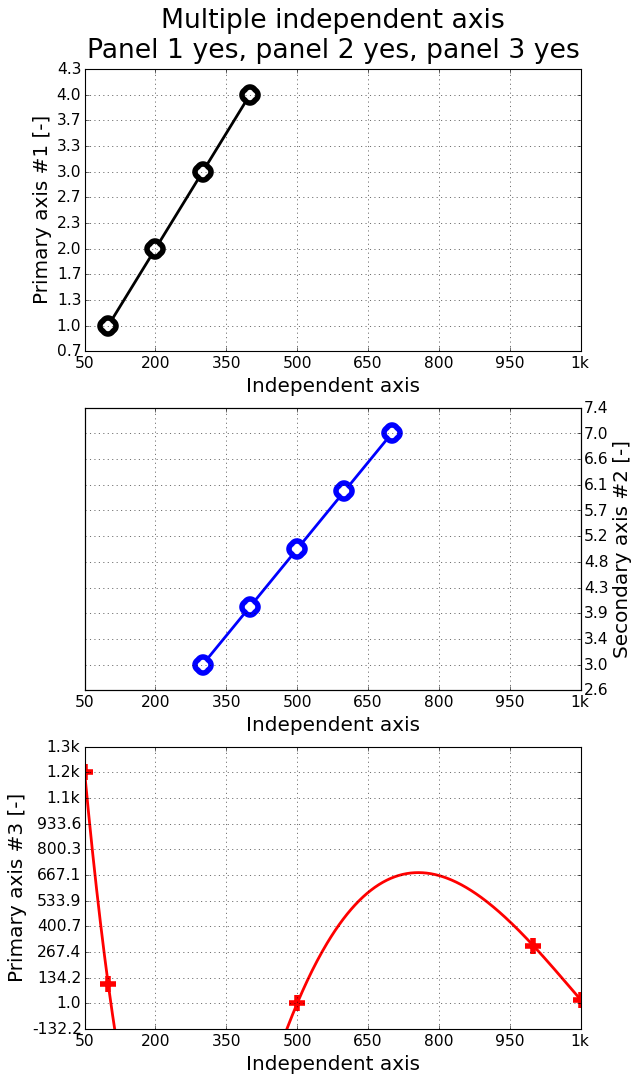 Multiple independent axis
Panel 1 yes, panel 2 yes, panel 3 yes
Primary axis #1 [-]
4.3
4.0
3.7
3.3
3.0
2.7
2.3
2.0
1.7
1.3
1.0
0.7
50 200 350 500 650 800 950 1k
Independent axis
7.4
7.0
6.6
6.1
5.7
5.2
4.8
4.3
3.9
3.4
3.0
2.6
Secondary axis #2 [-]
50 200 350 500 650 800 950 1k
Independent axis
Primary axis #3 [-]
1.3k
1.2k
1.1k
933.6
800.3
667.1
533.9
400.7
267.4
134.2
1.0
-132.2
50 200 350 500 650 800 950 1k
Independent axis